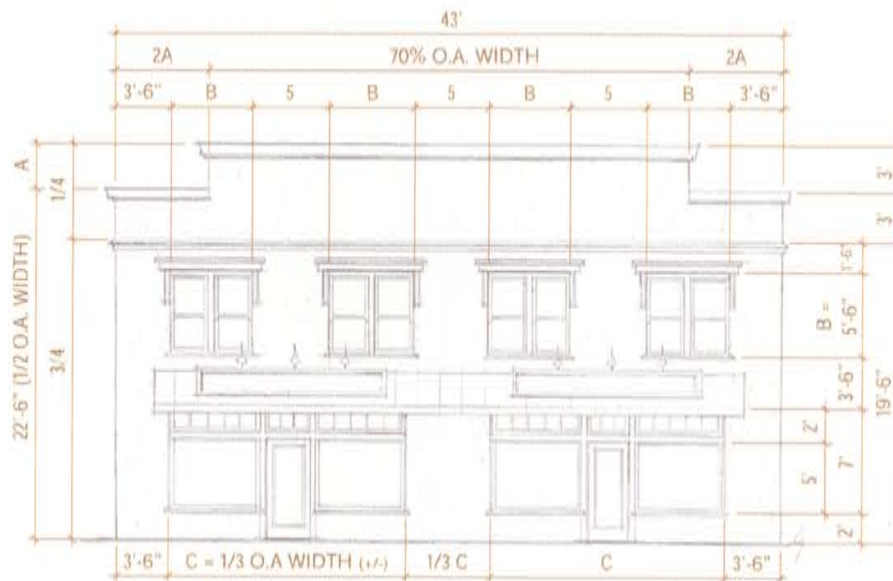 43'
2A 70% O.A. WIDTH 2A
3'-6" B 5 B 5 B 5 B 3'-6"
A
1/4
22'-6" (1/2 O.A. WIDTH)
3/4
3'
3'
1'-6"
B =
5'-6"
3'-6"
19'-6"
2'
5'
7'
2'
3'-6" C = 1/3 O.A WIDTH (+/-) 1/3 C C 3'-6"